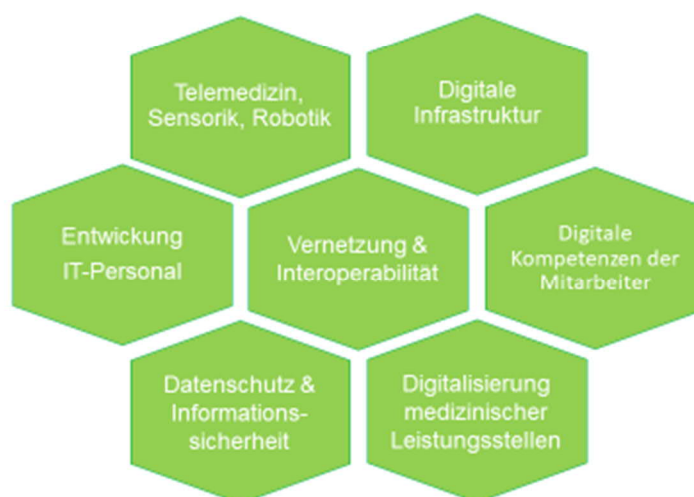 Telemedizin,
Sensorik, Robotik
Digitale
Infrastruktur
Entwickung
IT-Personal
Vernetzung &
Interoperabilität
Digitale
Kompetenzen der
Mitarbeiter
Datenschutz &
Informations-
sicherheit
Digitalisierung
medizinischer
Leistungsstellen